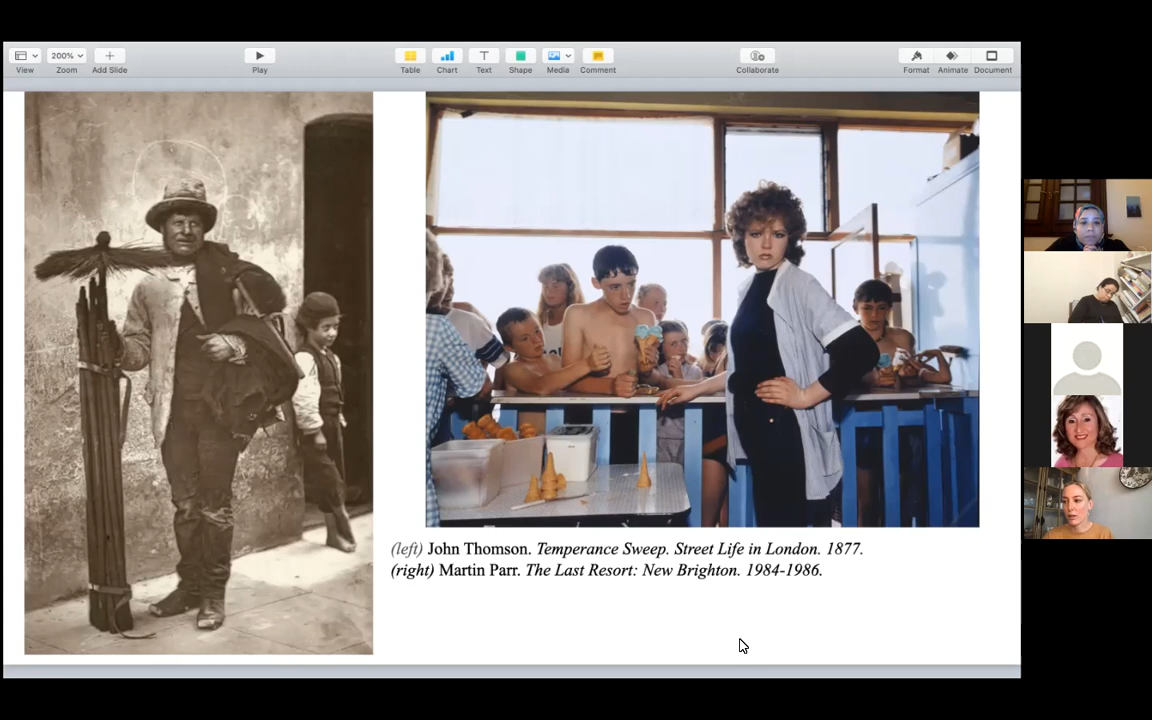 View
200%
Zoom
Add Slide
Play
Table
Chart
Text
Shape
Media
Comment
Collaborate
Format
Animate
Document
(left) John Thomson. Temperance Sweep. Street Life in London. 1877.
(right) Martin Parr. The Last Resort: New Brighton. 1984-1986.